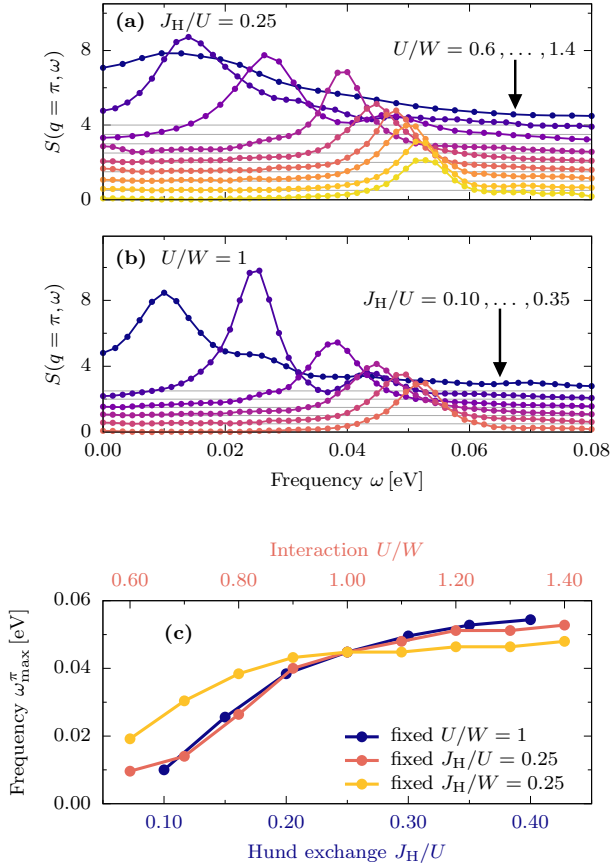 (a) J_H/U = 0.25
U/W = 0.6 , . . . , 1.4
S(q = π, ω)
8
4
0
(b) U/W = 1
J_H/U = 0.10 , . . . , 0.35
S(q = π, ω)
8
4
0
0.00 0.02 0.04 0.06 0.08
Frequency ω [eV]
Interaction U/W
0.60 0.80 1.00 1.20 1.40
(c)
Frequency ω^π_max [eV]
0.06
0.04
0.02
0.00
fixed U/W = 1
fixed J_H/U = 0.25
fixed J_H/W = 0.25
0.10 0.20 0.30 0.40
Hund exchange J_H/U